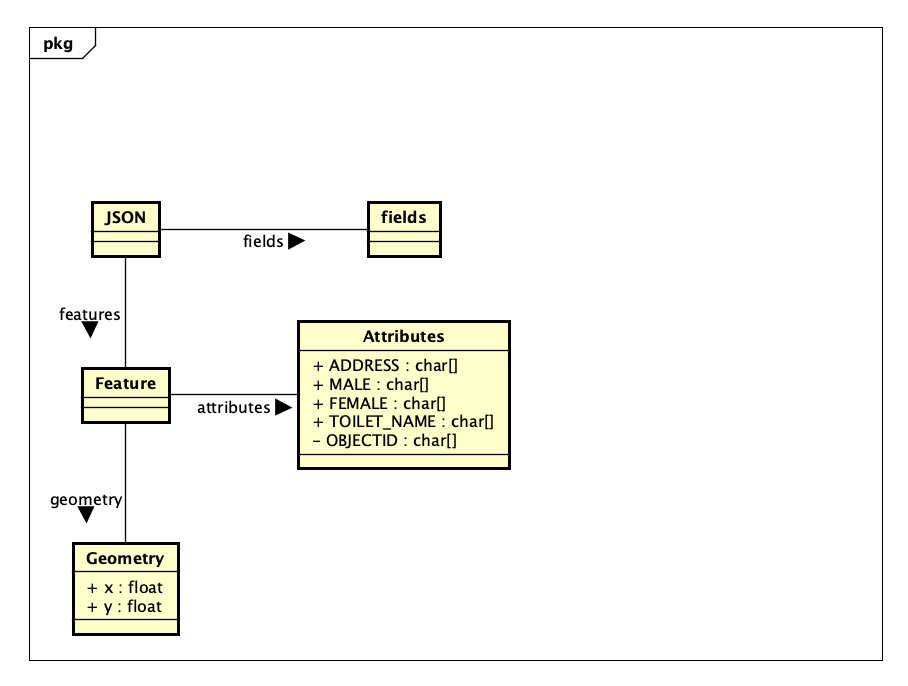 pkg
JSON
fields
fields
features
Feature
attributes
Attributes
+ ADDRESS : char[]
+ MALE : char[]
+ FEMALE : char[]
+ TOILET_NAME : char[]
- OBJECTID : char[]
geometry
Geometry
+ x : float
+ y : float